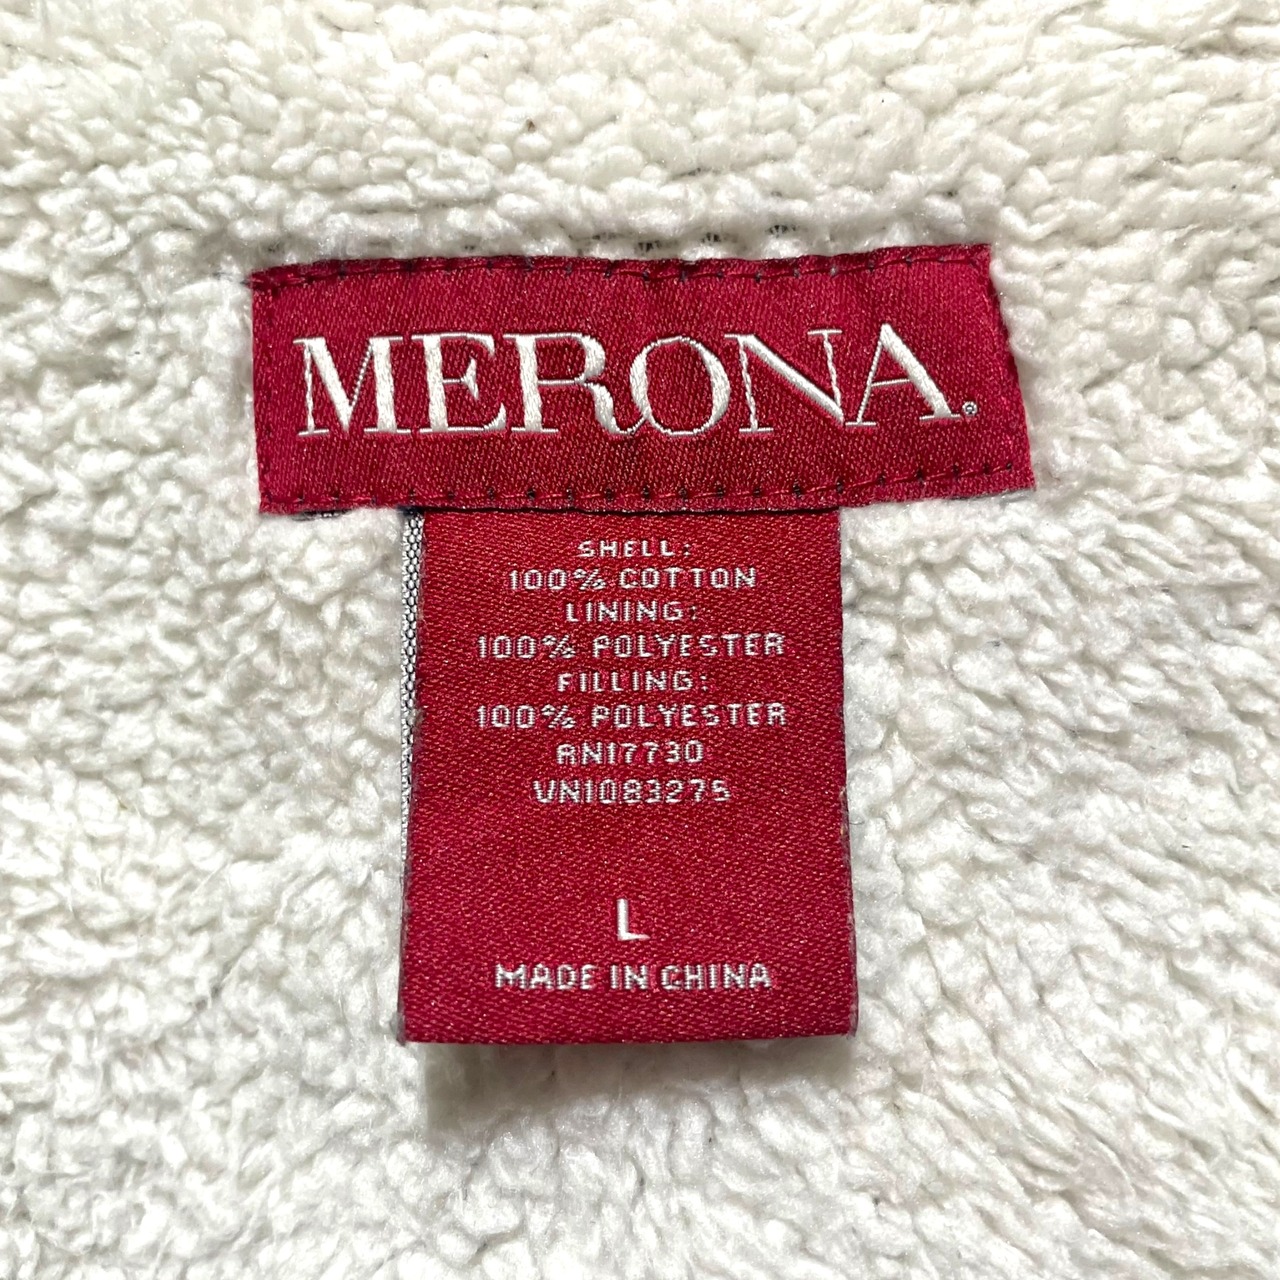 MERONA®
SHELL:
100% COTTON
LINING:
100% POLYESTER
FILLING:
100% POLYESTER
RN17730
VN1083275
L
MADE IN CHINA